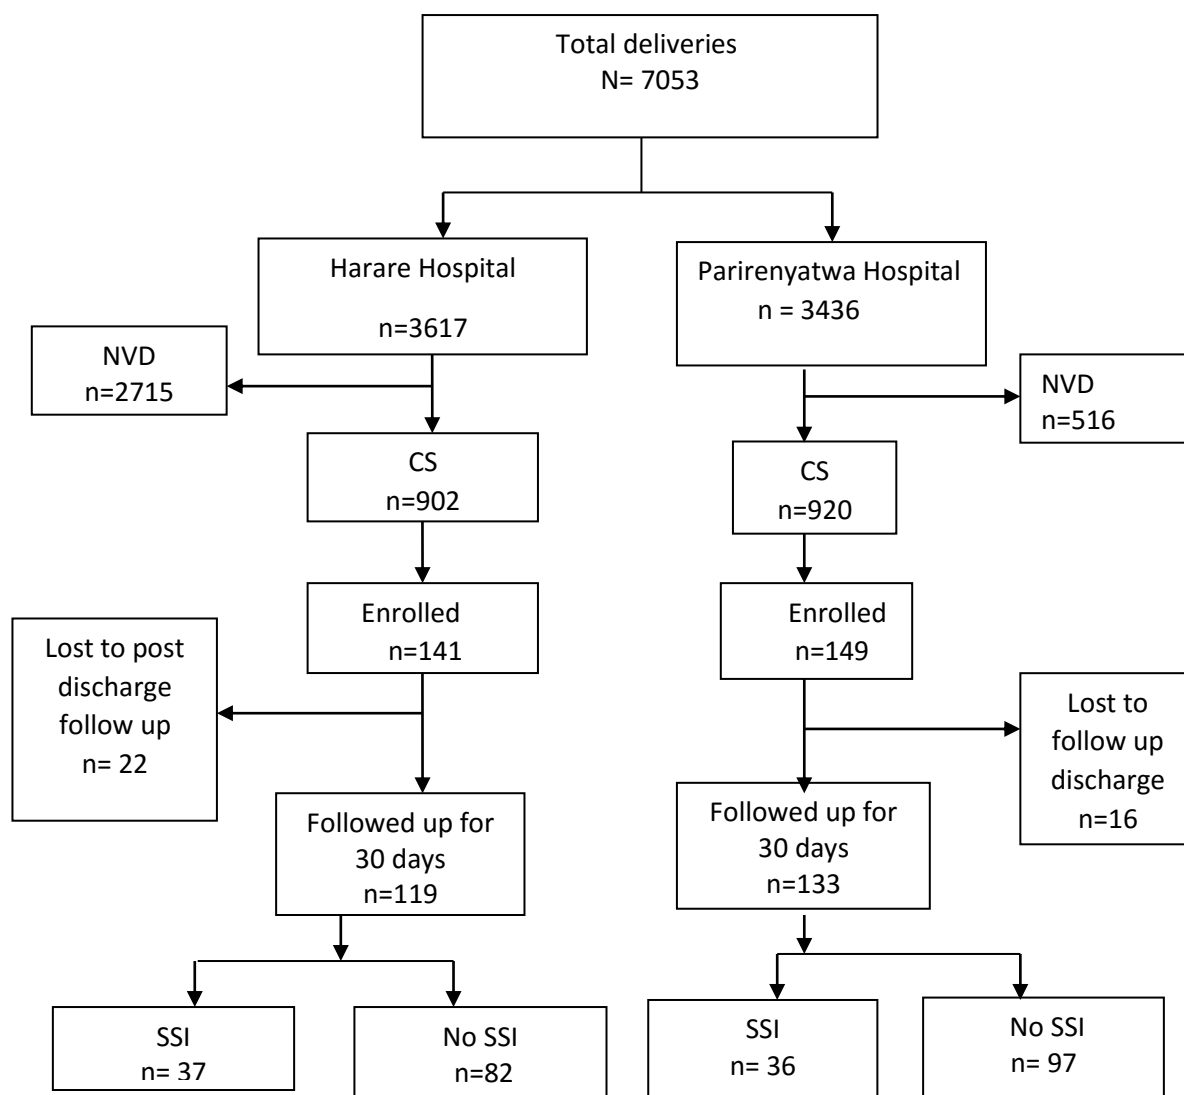 Total deliveries
N= 7053
Harare Hospital
n=3617
Parirenyatwa Hospital
n = 3436
NVD
n=2715
NVD
n=516
CS
n=902
CS
n=920
Enrolled
n=141
Enrolled
n=149
Lost to post
discharge
follow up
n= 22
Lost to
follow up
discharge
n=16
Followed up for
30 days
n=119
Followed up for
30 days
n=133
SSI
n= 37
No SSI
n=82
SSI
n= 36
No SSI
n= 97